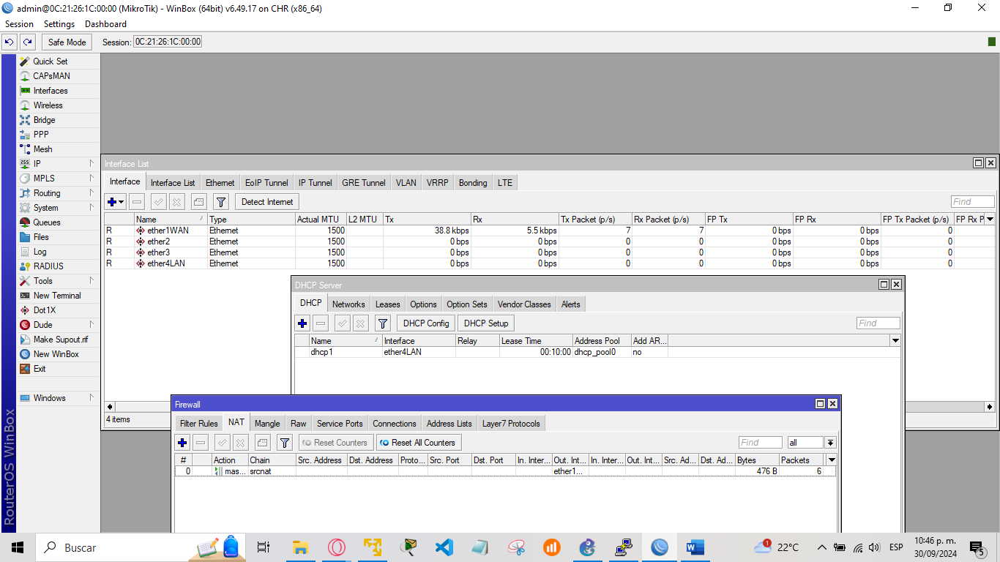 admin@0C:21:26:1C:00:00 (MikroTik) - WinBox (64bit) v6.49.17 on CHR (x86_64)
Session Settings Dashboard
Safe Mode Session: 0C:21:26:1C:00:00
Quick Set
CAPsMAN
Interfaces
Wireless
Bridge
PPP
Mesh
IP
MPLS
Routing
System
Queues
Files
Log
RADIUS
Tools
New Terminal
Dot1X
Dude
Make Supout.rif
New WinBox
Exit
Windows
RouterOS WinBox
Interface List
Interface Interface List Ethernet EoIP Tunnel IP Tunnel GRE Tunnel VLAN VRRP Bonding LTE
Detect Internet Find
Name Type Actual MTU L2 MTU Tx Rx Tx Packet (p/s) Rx Packet (p/s) FP Tx FP Rx FP Tx Packet (p/s) FP Rx P
R ether1WAN Ethernet 1500 38.8 kbps 5.5 kbps 7 7 0 bps 0 bps 0
R ether2 Ethernet 1500 0 bps 0 bps 0 0 0 bps 0 bps 0
R ether3 Ethernet 1500 0 bps 0 bps 0 0 0 bps 0 bps 0
R ether4LAN Ethernet 1500 0 bps 0 bps 0 0 0 bps 0 bps 0
4 items
DHCP Server
DHCP Networks Leases Options Option Sets Vendor Classes Alerts
DHCP Config DHCP Setup Find
Name Interface Relay Lease Time Address Pool Add AR...
dhcp1 ether4LAN 00:10:00 dhcp_pool0 no
Firewall
Filter Rules NAT Mangle Raw Service Ports Connections Address Lists Layer7 Protocols
Reset Counters Reset All Counters Find all
# Action Chain Src. Address Dst. Address Proto... Src. Port Dst. Port In. Inter... Out. Int... In. Inter... Out. Int... Src. Ad... Dst. Ad... Bytes Packets
0 mas... srcnat ether1... 476 B 6
Buscar 1 22°C ESP 10:46 p. m.
30/09/2024 5